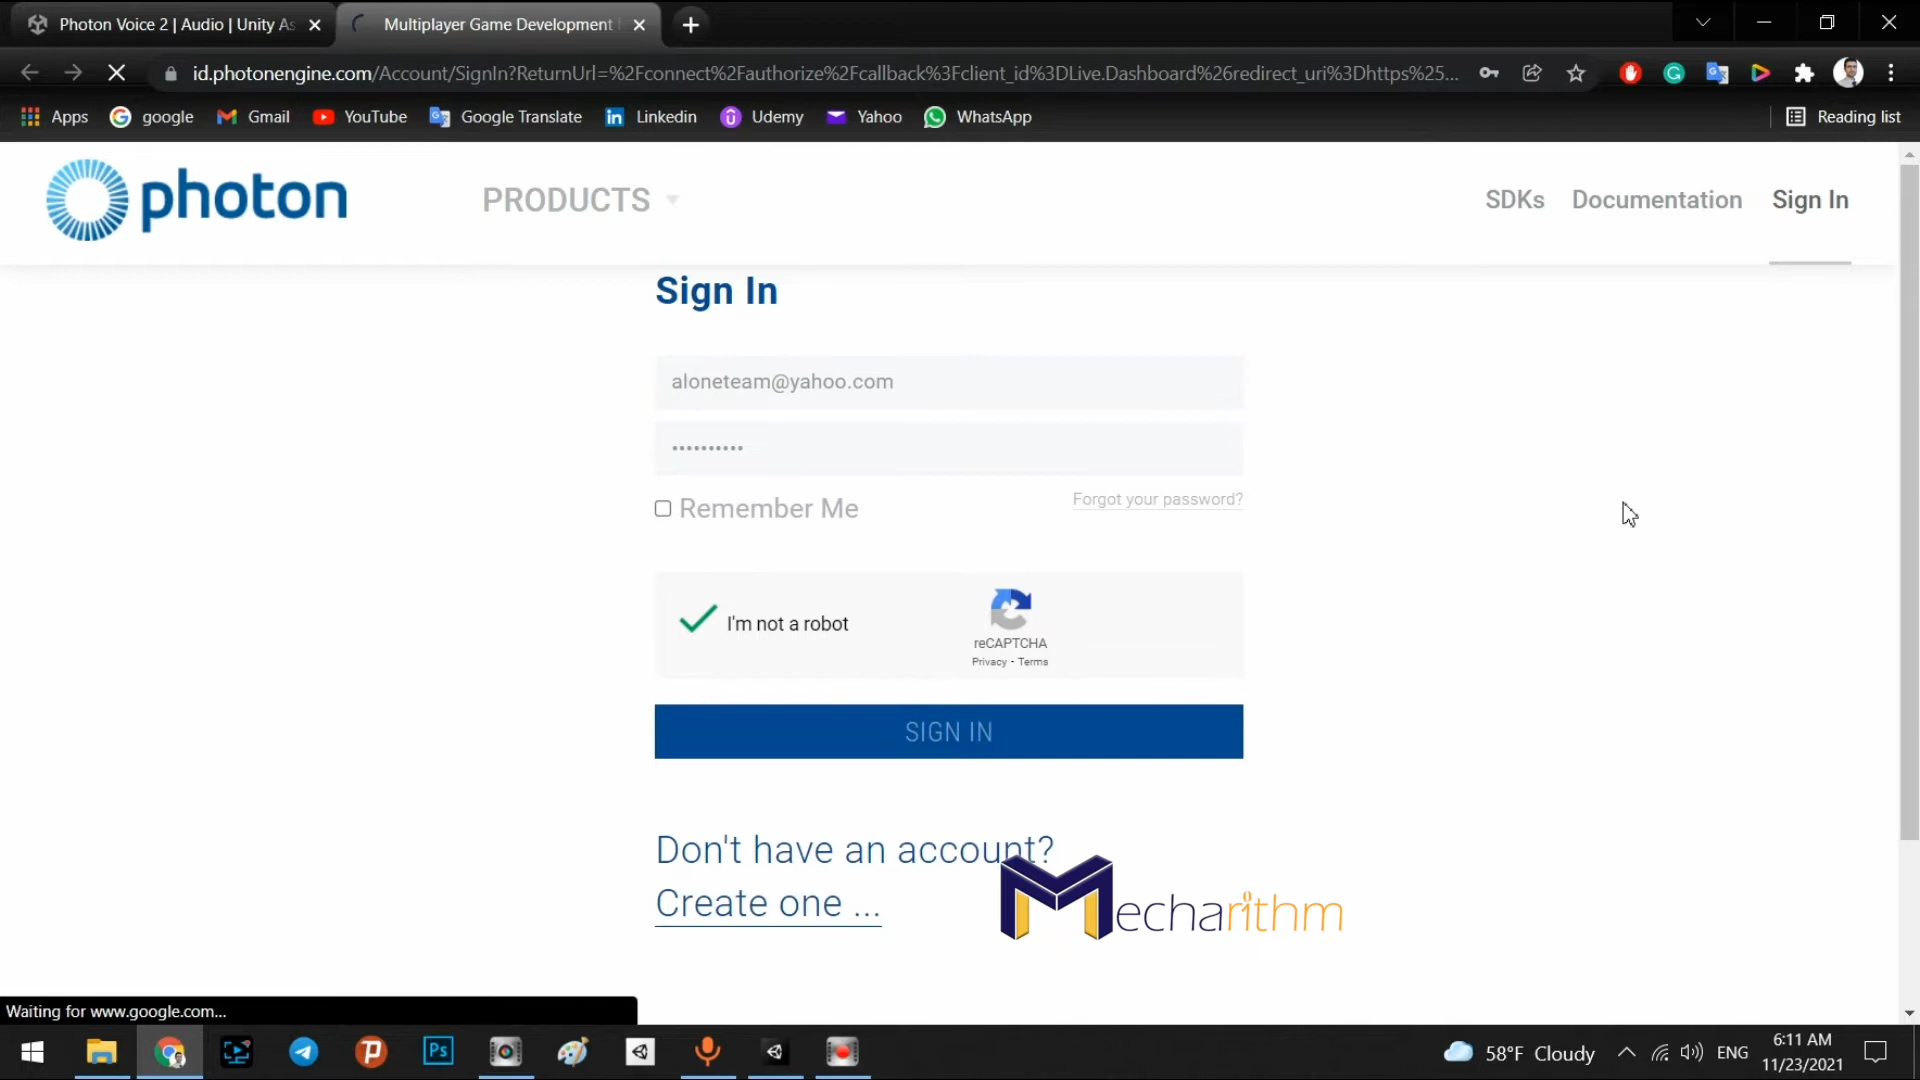 Photon Voice 2 | Audio | Unity As
Multiplayer Game Development
id.photonengine.com/Account/SignIn?ReturnUrl=%2Fconnect%2Fauthorize%2Fcallback%3Fclient_id%3DLive.Dashboard%26redirect_uri%3Dhttps%25...
Apps google Gmail YouTube Google Translate Linkedin Udemy Yahoo WhatsApp Reading list
photon PRODUCTS SDKs Documentation Sign In
Sign In
aloneteam@yahoo.com
••••••••••
Remember Me Forgot your password?
I'm not a robot
reCAPTCHA
Privacy - Terms
SIGN IN
Don't have an account?
Create one ...
Mecharithm
Waiting for www.google.com...
Ps
58°F Cloudy ENG
6:11 AM
11/23/2021